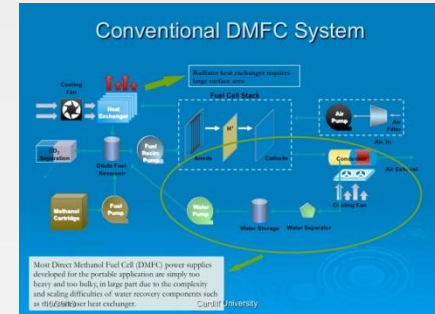 Conventional DMFC System
Radiator heat exchanger requires
large surface area
Cooling
Fan
Heat
Exchanger
Fuel Cell Stack
Air
Pump
Air
Filter
Air, In
CO2
Separation
Dilute Fuel
Reservoir
Fuel
Recirc
Pump
Anode
H+
Cathode
Condenser
Air Exhaust
Cooling Fan
Methanol
Cartridge
Fuel
Pump
Water
Pump
Water Storage
Water Separator
Most Direct Methanol Fuel Cell (DMFC) power supplies
developed for the portable application are simply too
heavy and too bulky, in large part due to the complexity
and scaling difficulties of water recovery components
such as the condenser heat exchanger.
Cardiff University